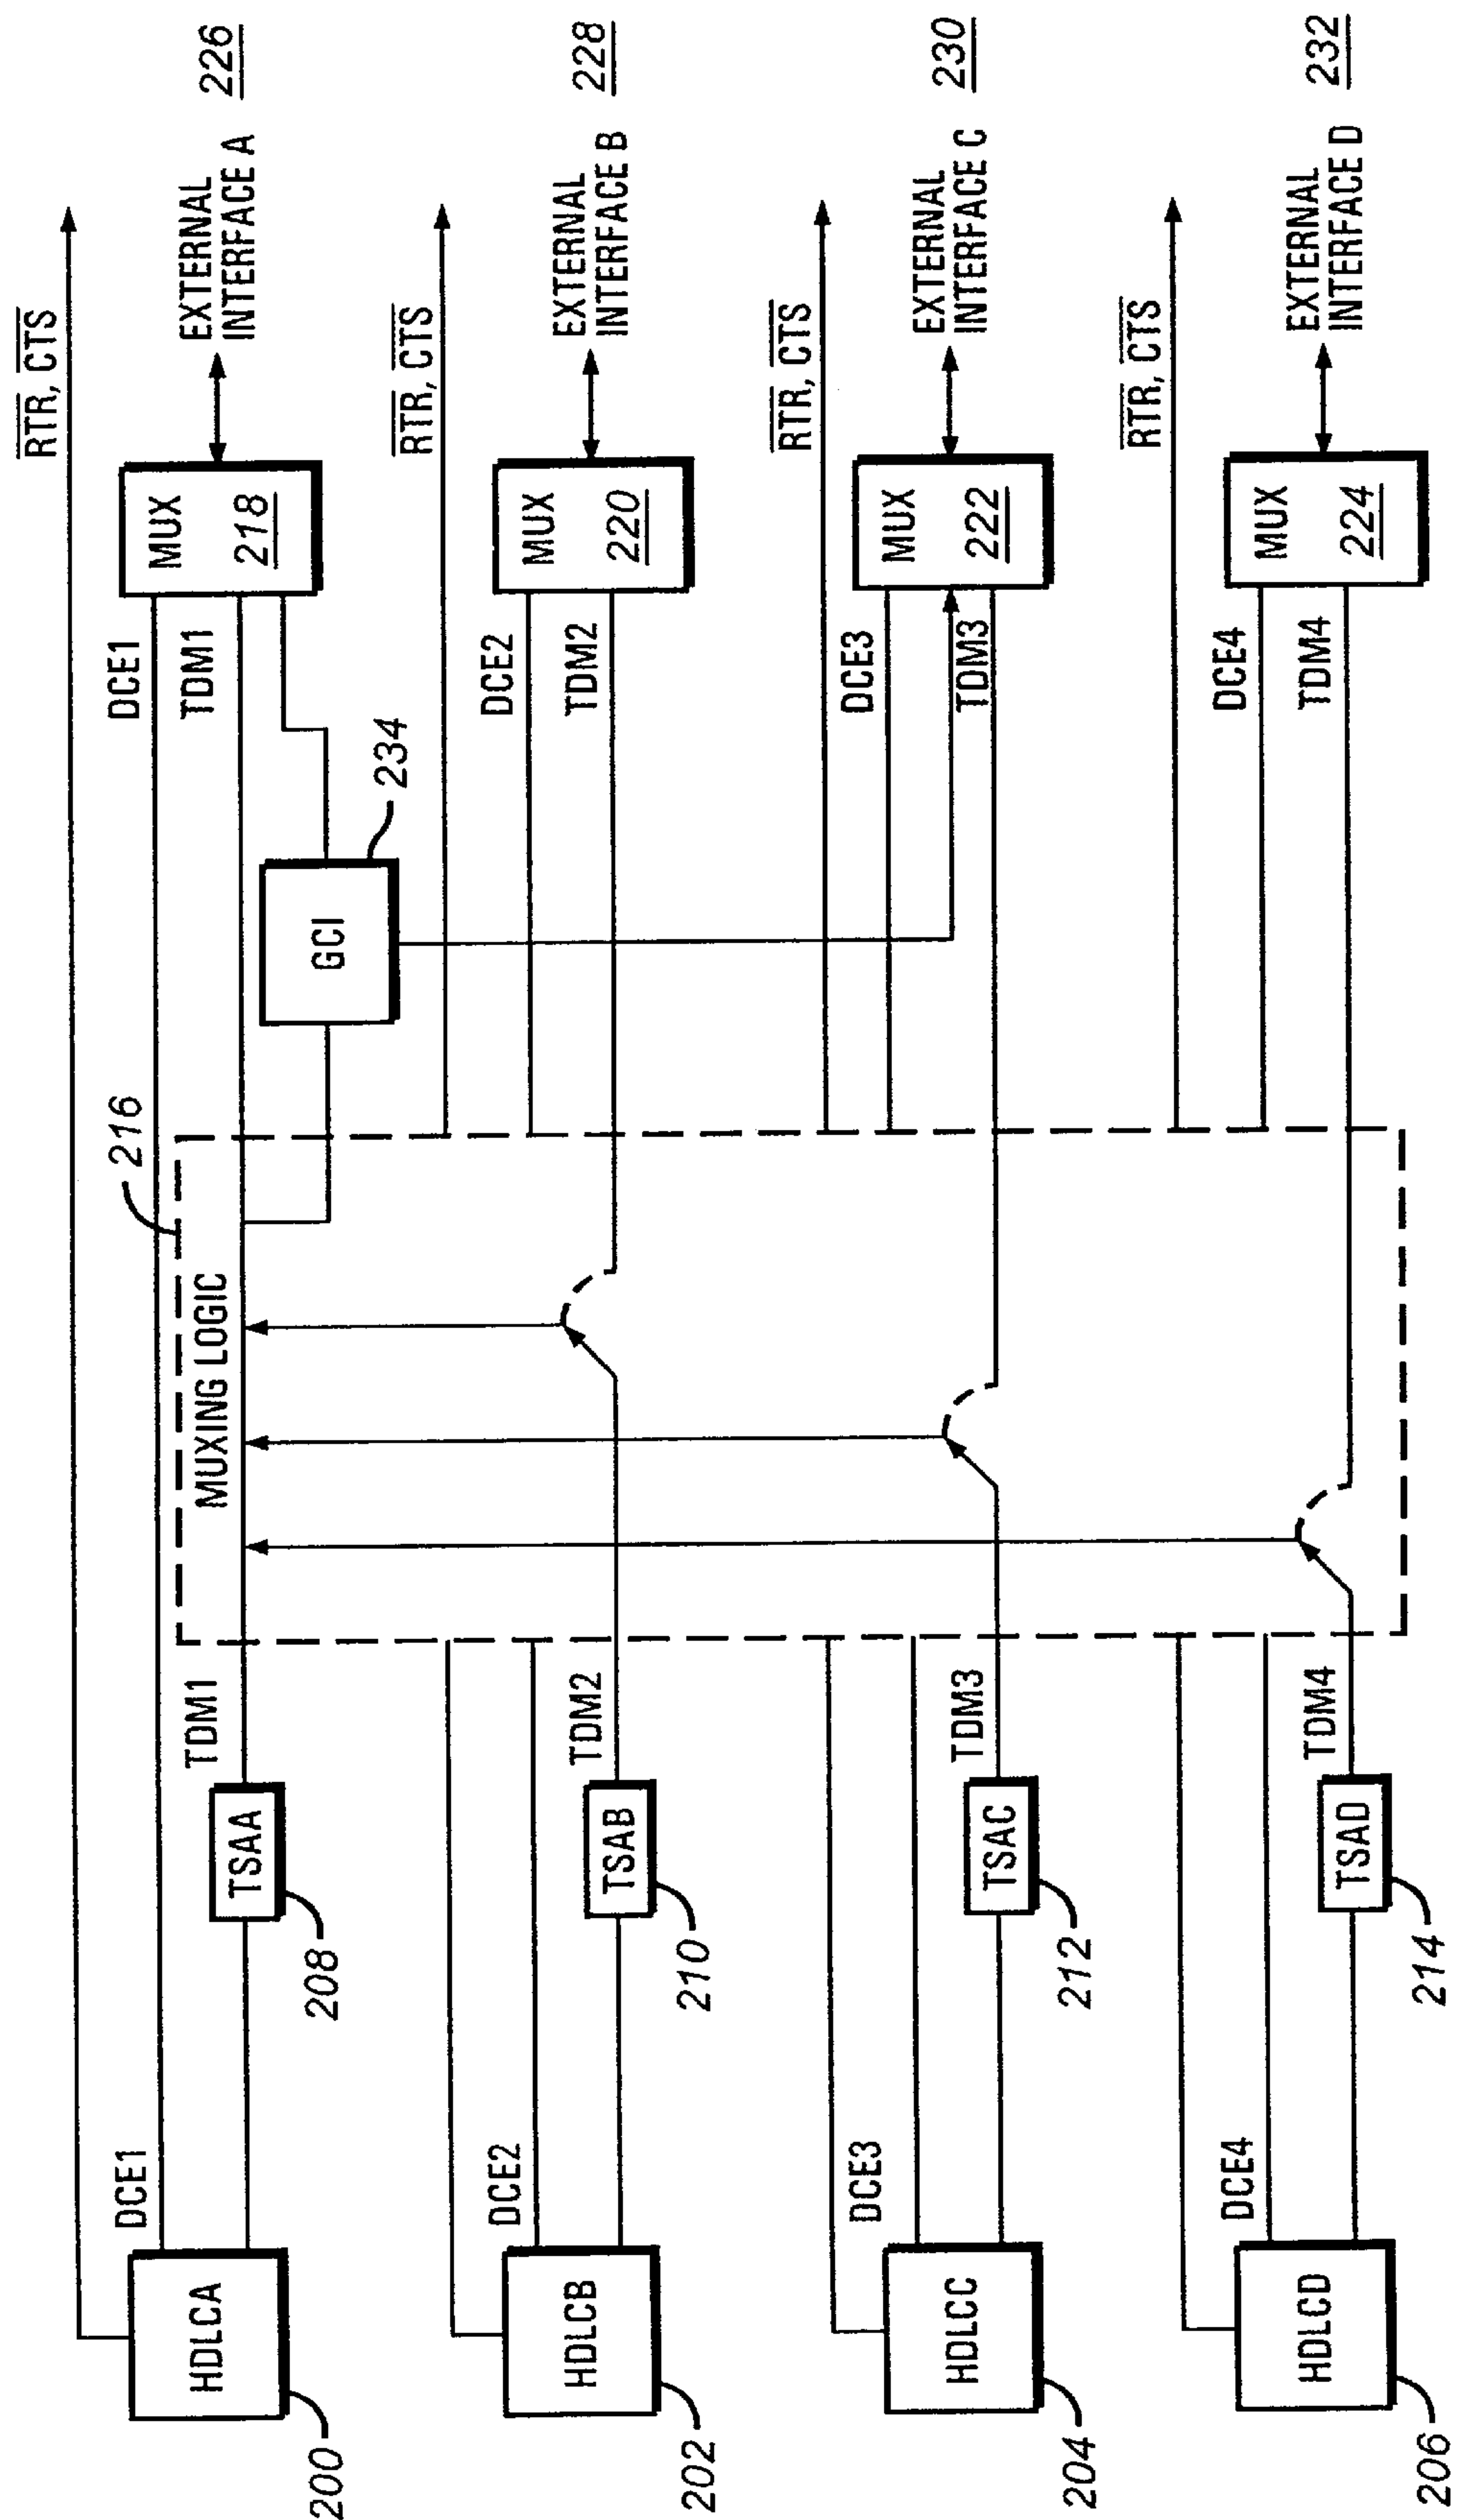 RTR, CTS
DCE1
DCE1
MUX
218
EXTERNAL
INTERFACE A
226
HDLCA
200
TSAA
208
TDM1
MUXING LOGIC
216
TDM1
GCI
234
RTR, CTS
DCE2
DCE2
MUX
220
EXTERNAL
INTERFACE B
228
HDLCB
202
TSAB
210
TDM2
TDM2
RTR, CTS
DCE3
DCE3
MUX
222
EXTERNAL
INTERFACE C
230
HDLCC
204
TSAC
212
TDM3
TDM3
RTR, CTS
DCE4
DCE4
MUX
224
EXTERNAL
INTERFACE D
232
HDLCD
206
TSAD
214
TDM4
TDM4